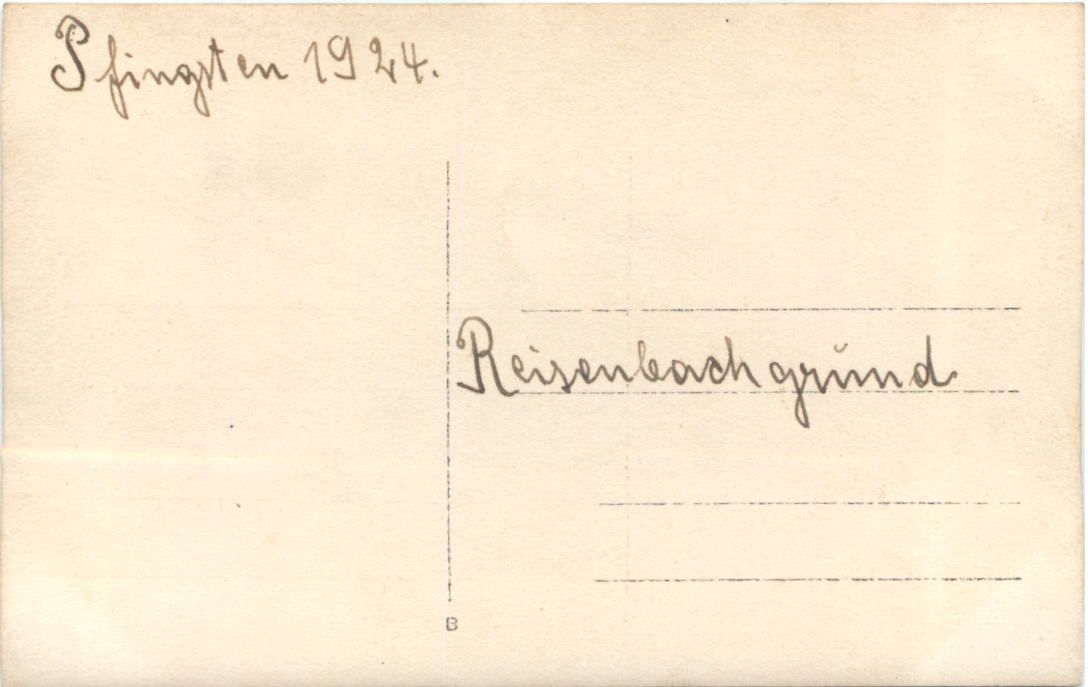 Pfingsten 1924.
Reisenbachgrund
B